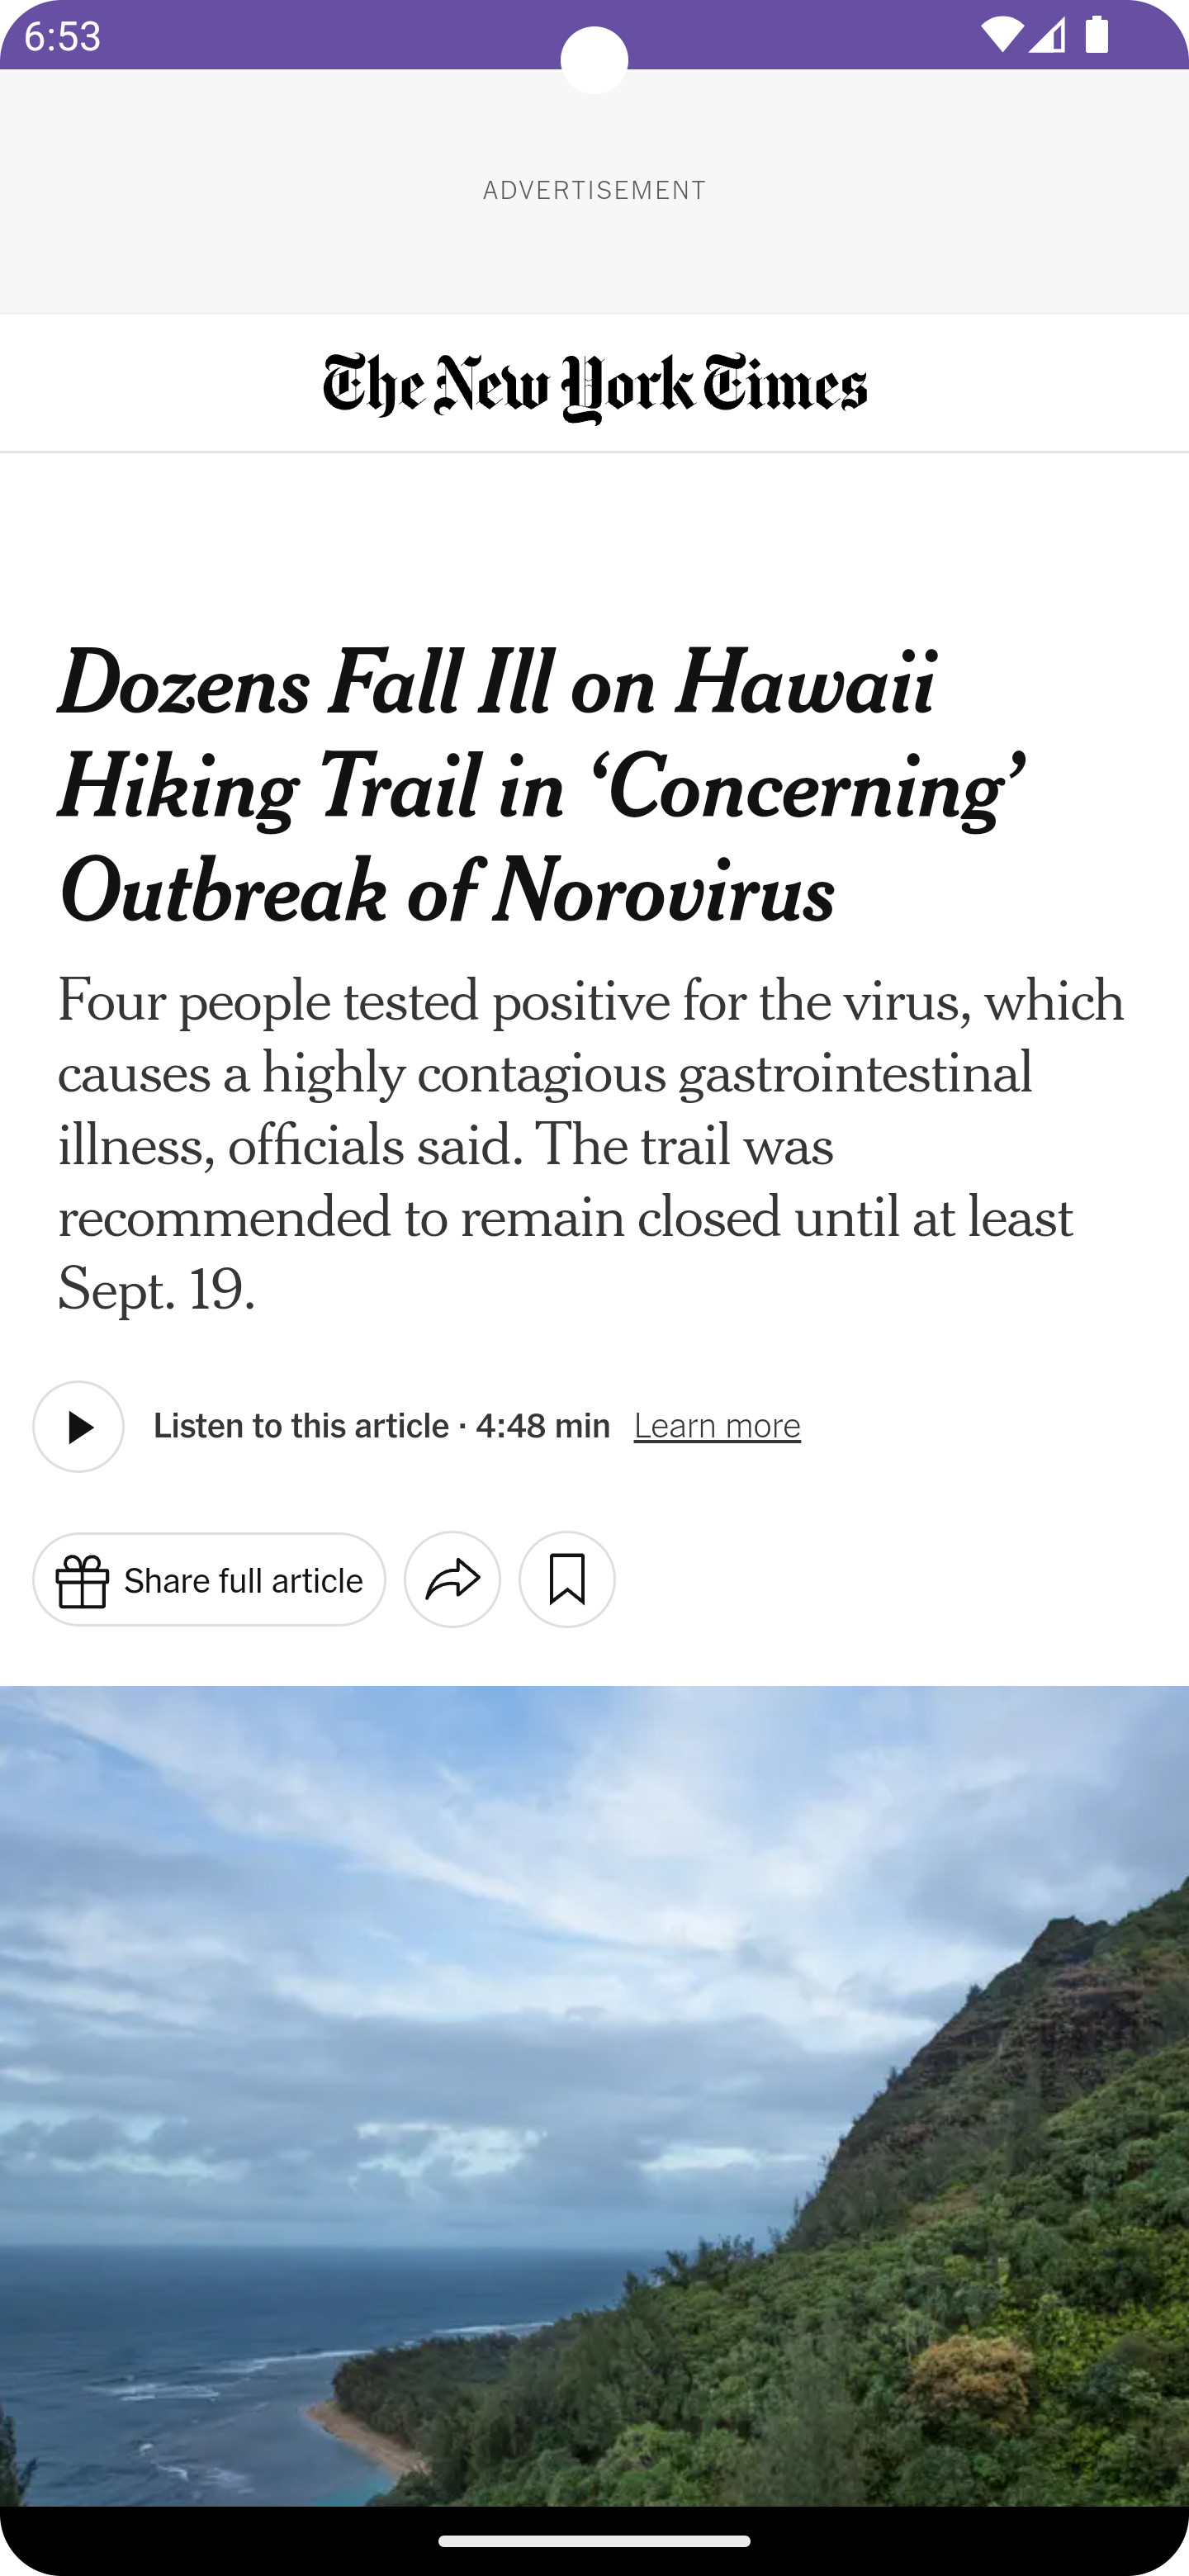 6:53
ADVERTISEMENT
The New York Times
Dozens Fall Ill on Hawaii
Hiking Trail in ‘Concerning’
Outbreak of Norovirus
Four people tested positive for the virus, which
causes a highly contagious gastrointestinal
illness, officials said. The trail was
recommended to remain closed until at least
Sept. 19.
Listen to this article · 4:48 min Learn more
Share full article